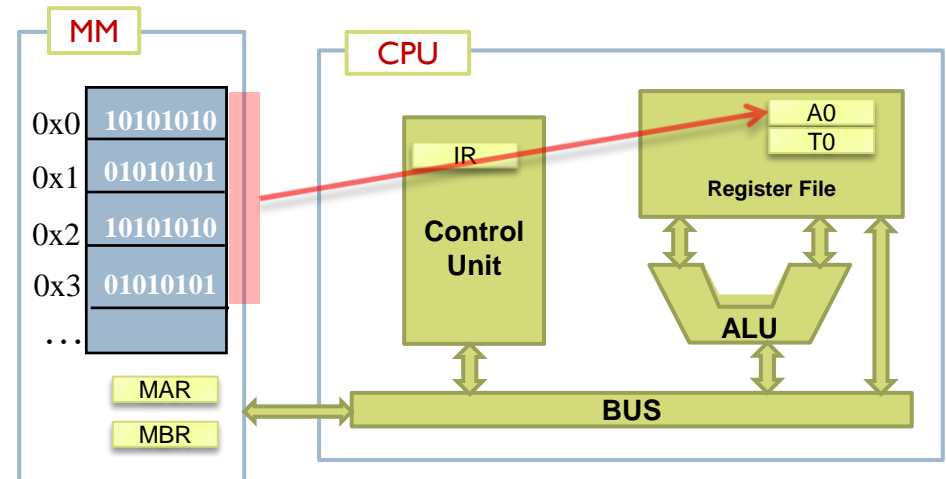 MM
0x0 10101010
0x1 01010101
0x2 10101010
0x3 01010101
...
MAR
MBR
CPU
IR
Control
Unit
A0
T0
Register File
ALU
BUS